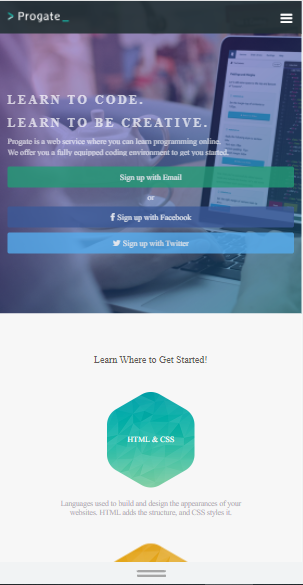 Progate_
LEARN TO CODE.
LEARN TO BE CREATIVE.
Progate is a web service where you can learn programming online.
We offer you a fully equipped coding environment to get you started.
Sign up with Email
or
Sign up with Facebook
Sign up with Twitter
Learn Where to Get Started!
HTML & CSS
Languages used to build and design the appearances of your
websites. HTML adds the structure, and CSS styles it.